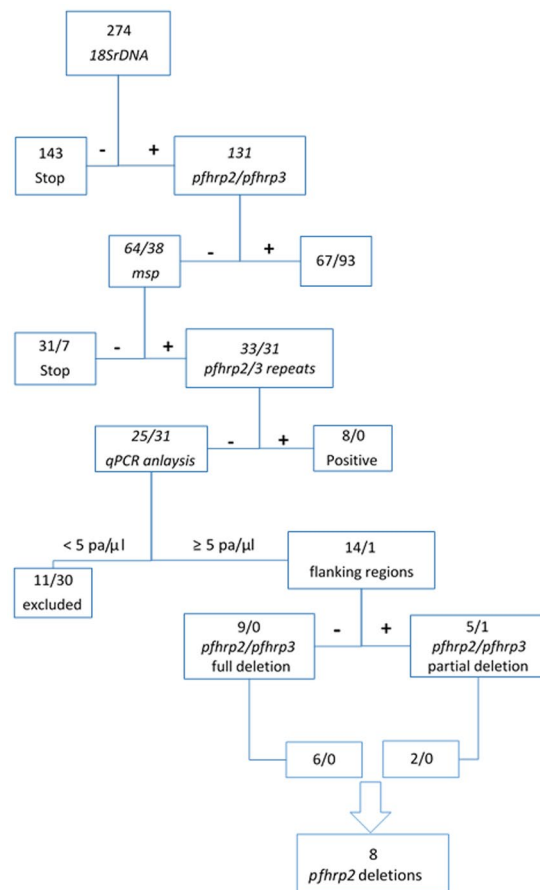 274
18SrDNA
-
+
143
Stop
131
pfhrp2/pfhrp3
64/38
msp
-
+
67/93
31/7
Stop
-
+
33/31
pfhrp2/3 repeats
25/31
qPCR anlaysis
-
+
8/0
Positive
< 5 pa/µl
≥ 5 pa/µl
11/30
excluded
14/1
flanking regions
9/0
pfhrp2/pfhrp3
full deletion
-
+
5/1
pfhrp2/pfhrp3
partial deletion
6/0
2/0
8
pfhrp2 deletions